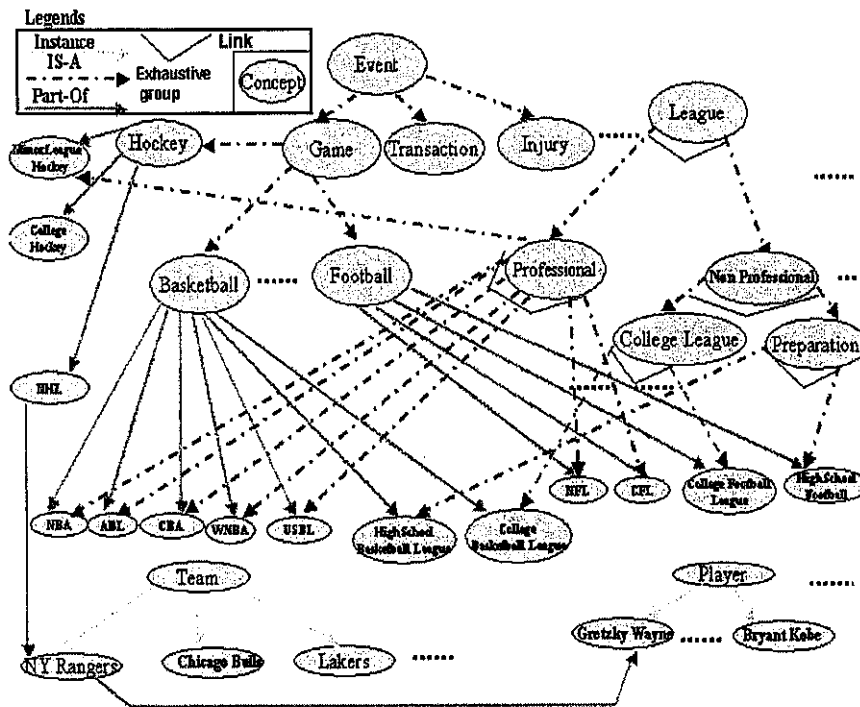 Legends
Instance
Link
IS-A
Exhaustive
group
Concept
Part-Of
Event
League
Hockey
Game
Transaction
Injury
Minor League
Hockey
College
Hockey
Basketball
Football
Professional
Non Professional
College League
Preparation
NHL
NBA
ABL
CBA
WNBA
USBL
High School
Basketball League
College
Basketball League
NFL
CFL
College Football
League
High School
Football
Team
Player
NY Rangers
Chicago Bulls
Lakers
Gretzky Wayne
Bryant Kobe